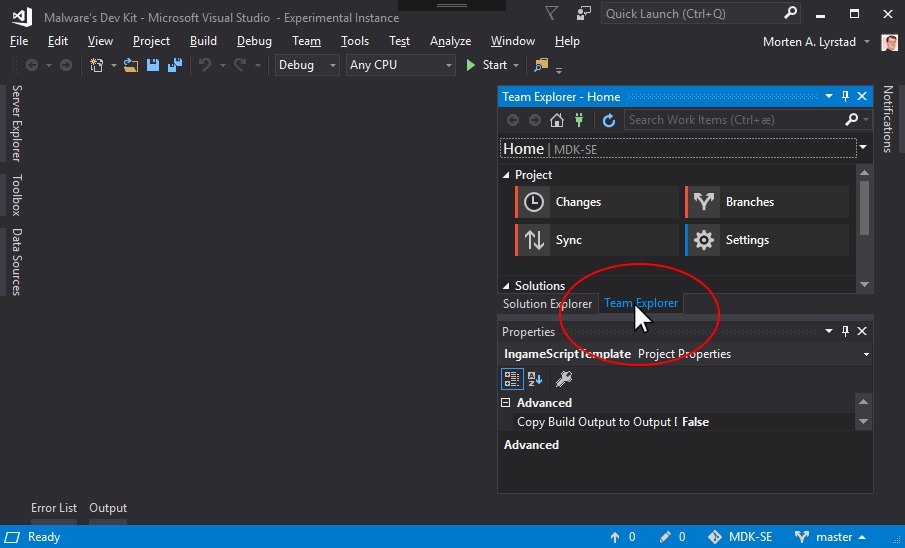 Malware's Dev Kit - Microsoft Visual Studio - Experimental Instance
Quick Launch (Ctrl+Q)
File Edit View Project Build Debug Team Tools Test Analyze Window Help
Morten A. Lyrstad
Debug Any CPU Start
Server Explorer
Toolbox
Data Sources
Team Explorer - Home
Search Work Items (Ctrl+æ)
Home | MDK-SE
Project
Changes Branches
Sync Settings
Solutions
Solution Explorer Team Explorer
Properties
IngameScriptTemplate Project Properties
Advanced
Copy Build Output to Output D False
Advanced
Notifications
Error List Output
Ready 0 0 MDK-SE master